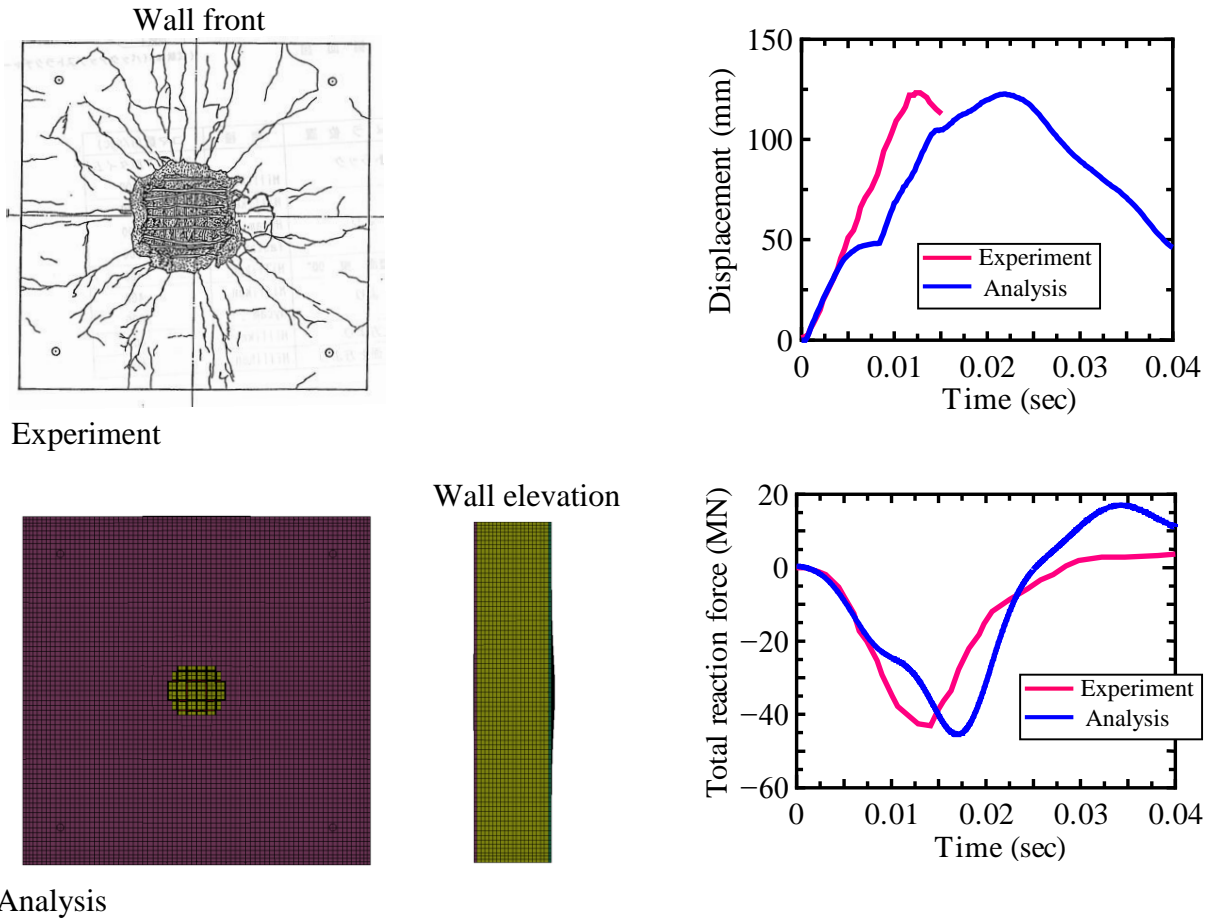 Wall front
Experiment
Wall elevation
Analysis
150
100
50
0
Displacement (mm)
Experiment
Analysis
0
0.01
0.02
0.03
0.04
Time (sec)
20
0
−20
−40
−60
Total reaction force (MN)
Experiment
Analysis
0
0.01
0.02
0.03
0.04
Time (sec)